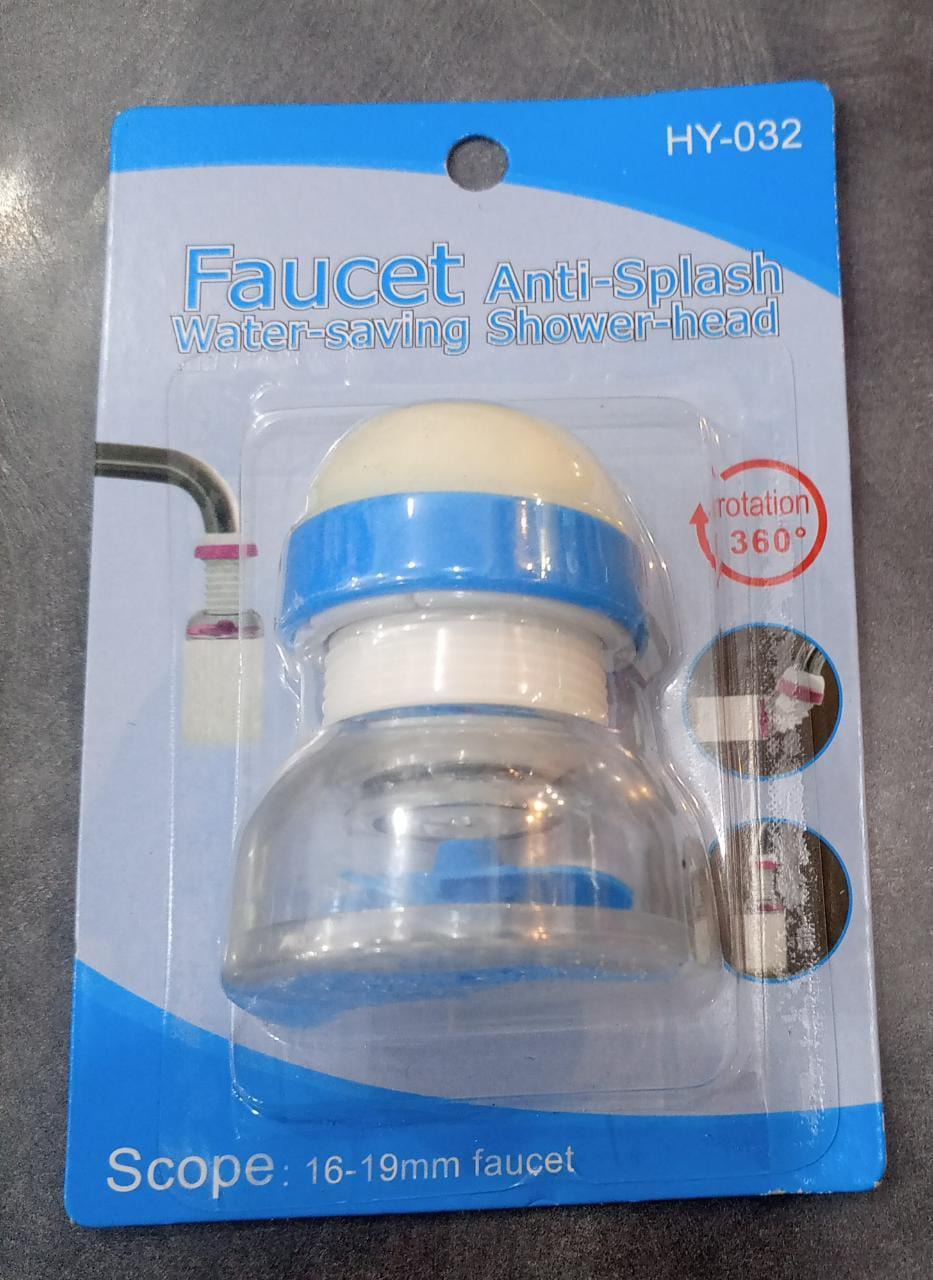 HY-032
Faucet Anti-Splash
Water-saving Shower-head
rotation
360°
Scope: 16-19mm faucet